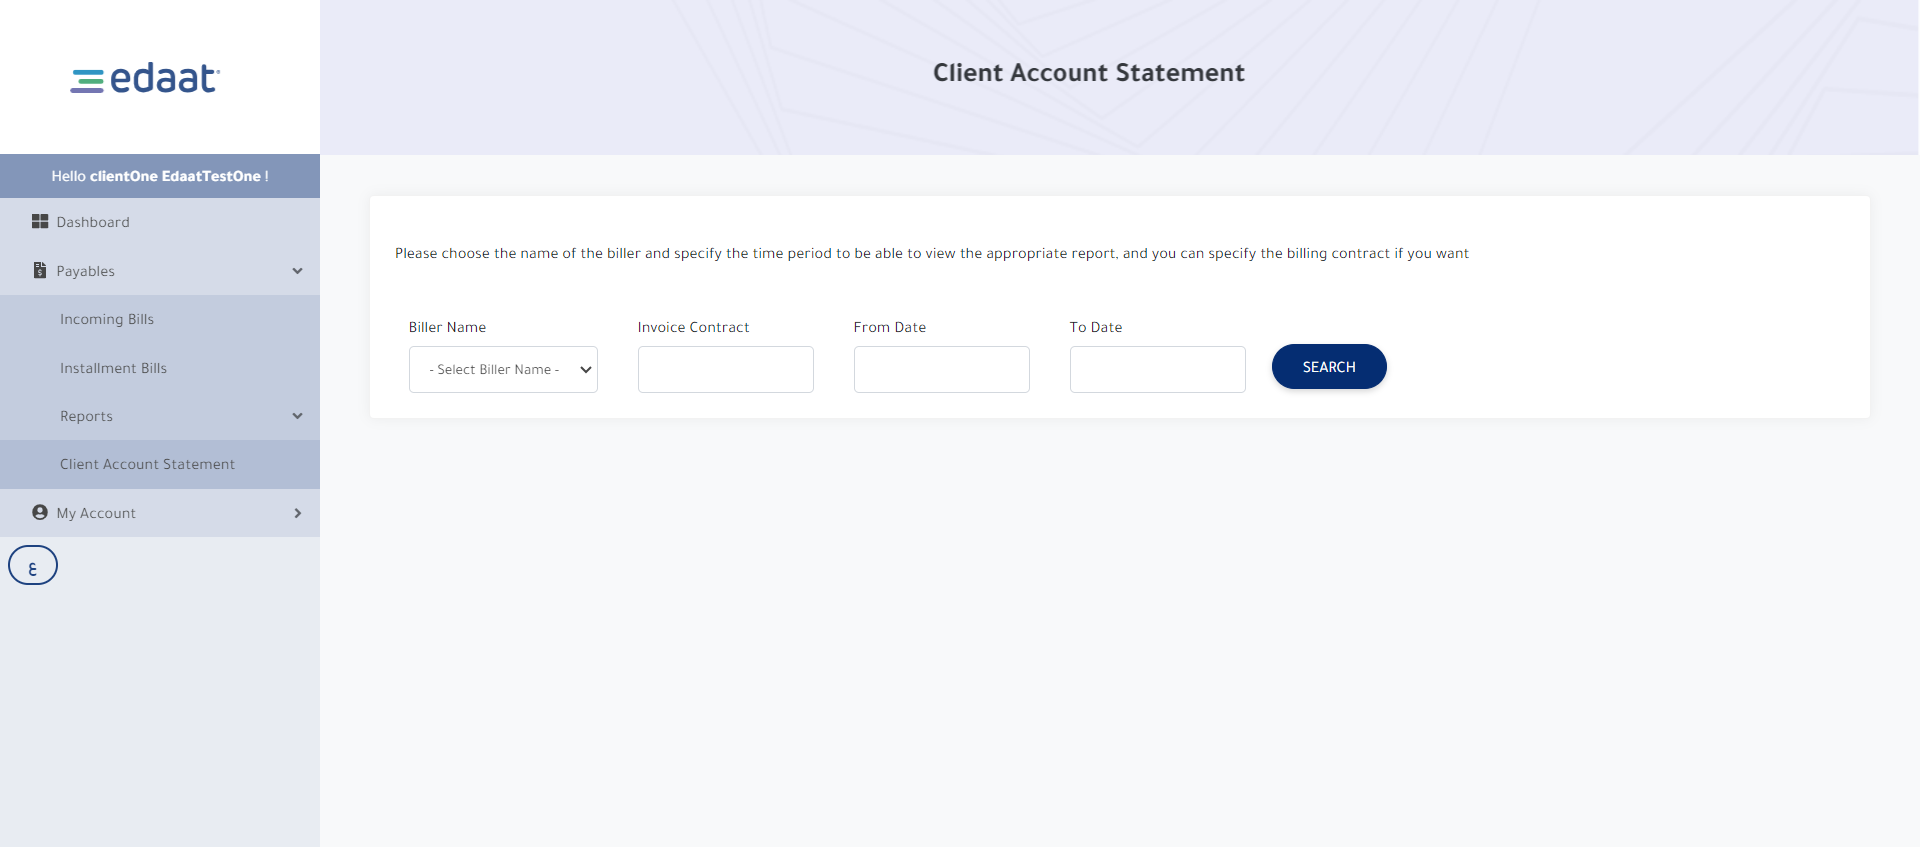 edaat
Client Account Statement
Hello clientOne EdaatTestOne !
Dashboard
Payables
Incoming Bills
Installment Bills
Reports
Client Account Statement
My Account
ع
Please choose the name of the biller and specify the time period to be able to view the appropriate report, and you can specify the billing contract if you want
Biller Name
Invoice Contract
From Date
To Date
- Select Biller Name -
SEARCH